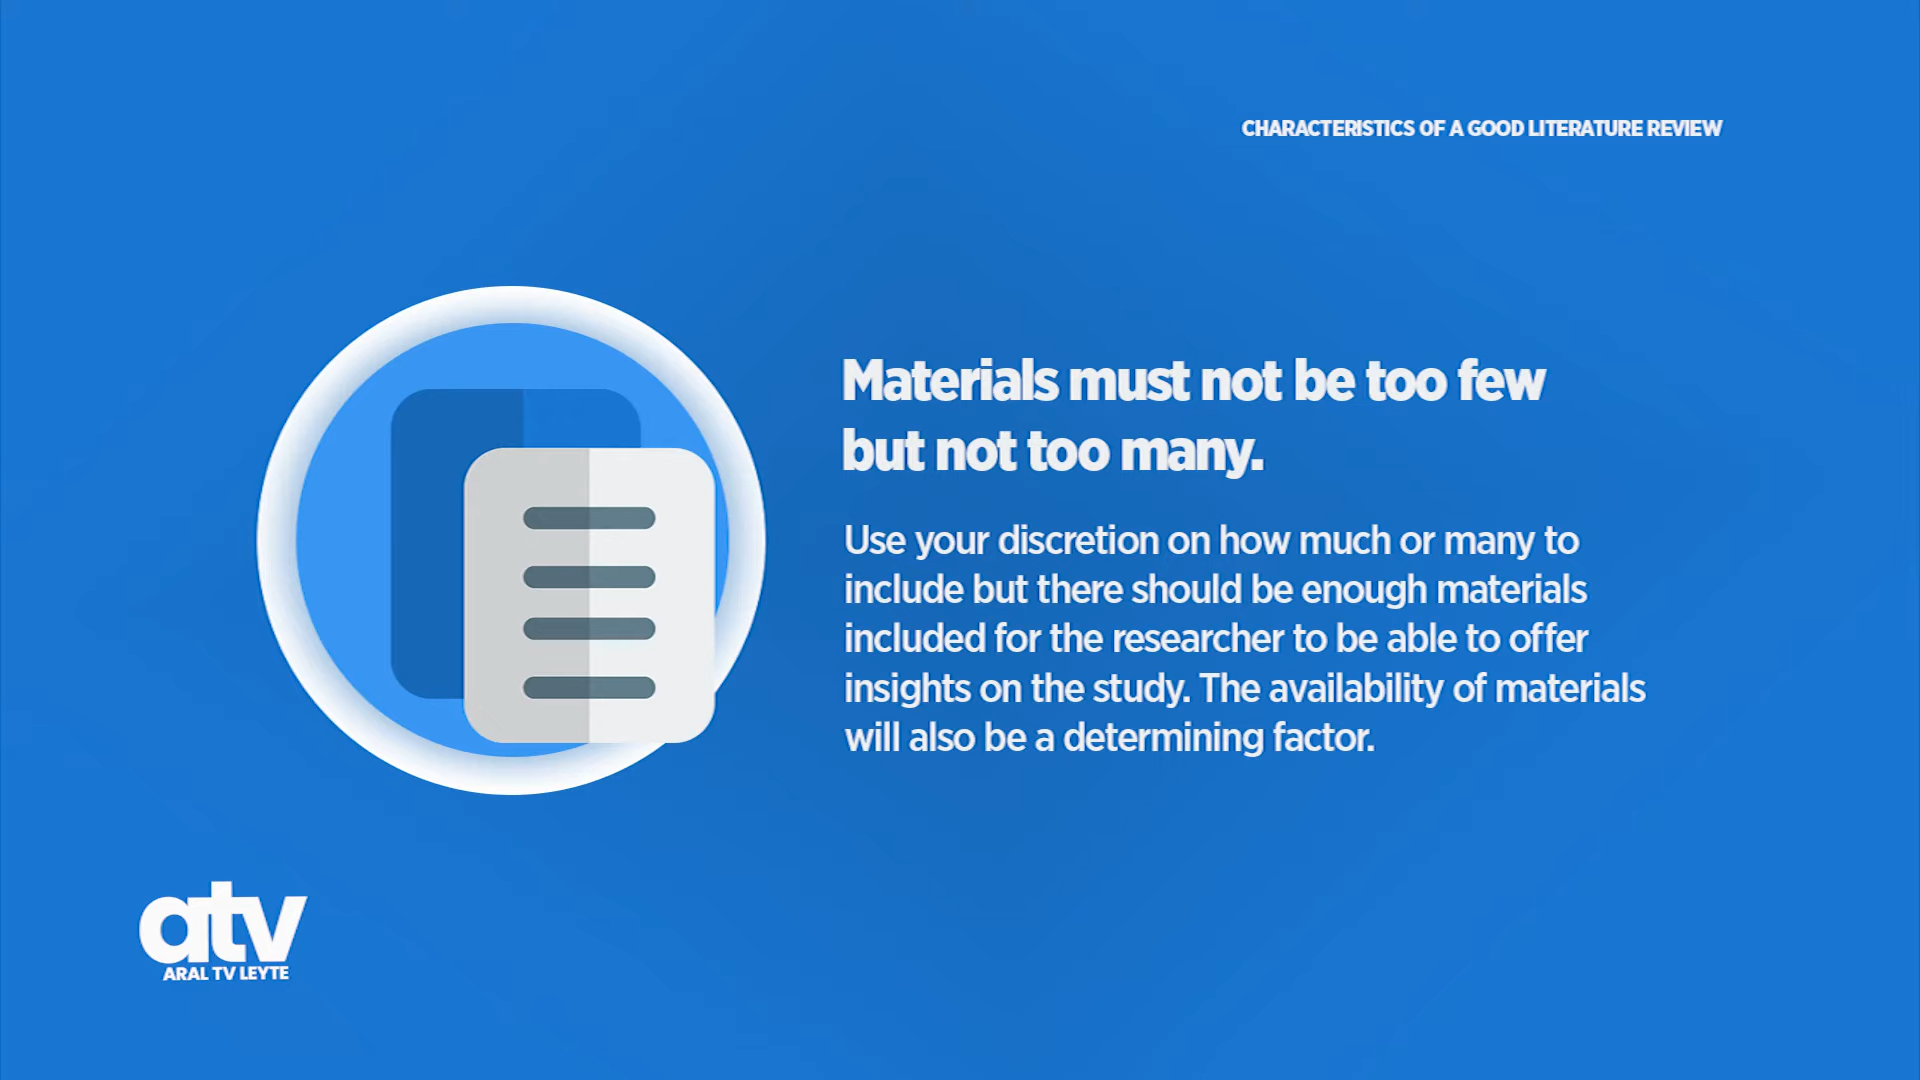 CHARACTERISTICS OF A GOOD LITERATURE REVIEW
Materials must not be too few
but not too many.
Use your discretion on how much or many to
include but there should be enough materials
included for the researcher to be able to offer
insights on the study. The availability of materials
will also be a determining factor.
atv
ARAL TV LEYTE